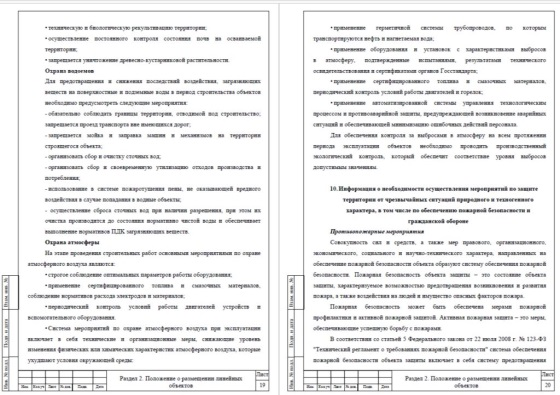 • техническую и биологическую рекультивацию территории;
• осуществление постоянного контроля состояния почв на осваиваемой
территории;
• запрещается уничтожение древесно-кустарниковой растительности.
Охрана водоемов
Для предотвращения и снижения последствий воздействия, загрязняющих
веществ на поверхностные и подземные воды в период строительства объектов
необходимо предусмотреть следующие мероприятия:
- обязательно соблюдать границы территории, отводимой под строительство;
запрещается проезд транспорта вне имеющихся дорог;
- запрещается мойка и заправка машин и механизмов на территории
строящегося объекта;
- организовать сбор и очистку сточных вод;
- организовать сбор и своевременную утилизацию отходов производства и
потребления;
- использование в системе пожаротушения пены, не оказывающей вредного
воздействия в случае попадания в водные объекты;
- осуществление сброса сточных вод при наличии разрешения, при этом их
очистка производится до состояния нормативно чистой воды и обеспечивает
выполнение нормативов ПДК загрязняющих веществ.
Охрана атмосферы
На этапе проведения строительных работ основными мероприятиями по охране
атмосферного воздуха являются:
• строгое соблюдение оптимальных параметров работы оборудования;
• применение сертифицированного топлива и смазочных материалов,
соблюдение нормативов расхода электродов и материалов;
• периодический контроль условий работы двигателей устройств и
вспомогательного оборудования.
• Система мероприятий по охране атмосферного воздуха при эксплуатации
включает в себя технические и организационные меры, снижающие уровень
изменения физических или химических характеристик атмосферного воздуха, которые
ухудшают условия окружающей среды:
Взам. инв. №
Подп. и дата
Инв. № подл.
Изм.
Кол.уч
Лист
№ док.
Подп.
Дата
Раздел 2. Положение о размещении линейных
объектов
Лист
19
• применение герметичной системы трубопроводов, по которым
транспортируются нефть и нагнетаемая вода;
• применение оборудования и установок с характеристиками выбросов
в атмосферу, подтвержденные испытаниями, результатами технического
освидетельствования и сертификатами органов Госстандарта;
• применение сертифицированного топлива и смазочных материалов,
периодический контроль условий работы двигателей и горелок;
• применение автоматизированной системы управления технологическим
процессом и противоаварийной защиты, предупреждающей возникновение аварийных
ситуаций и обеспечивающей минимизацию ошибочных действий персонала.
Для обеспечения контроля за выбросами в атмосферу на всем протяжении
периода эксплуатации объектов необходимо проводить производственный
экологический контроль, который обеспечит соответствие уровня выбросов
допустимым значениям.
10. Информация о необходимости осуществления мероприятий по защите
территории от чрезвычайных ситуаций природного и техногенного
характера, в том числе по обеспечению пожарной безопасности и
гражданской обороне
Противопожарные мероприятия
Совокупность сил и средств, а также мер правового, организационного,
экономического, социального и научно-технического характера, направленных на
обеспечение пожарной безопасности объекта образуют систему обеспечения пожарной
безопасности. Пожарная безопасность объекта защиты – это состояние объекта
защиты, характеризуемое возможностью предотвращения возникновения и развития
пожара, а также воздействия на людей и имущество опасных факторов пожара.
Пожарная безопасность может быть обеспечена мерами пожарной
профилактики и активной пожарной защитой. Активная пожарная защита – это меры,
обеспечивающие успешную борьбу с пожарами.
В соответствии со статьей 5 Федерального закона от 22 июля 2008 г. № 123-ФЗ
"Технический регламент о требованиях пожарной безопасности" система обеспечения
пожарной безопасности объекта защиты включает в себя систему предотвращения
Взам. инв. №
Подп. и дата
Инв. № подл.
Изм.
Кол.уч
Лист
№ док.
Подп.
Дата
Раздел 2. Положение о размещении линейных
объектов
Лист
20